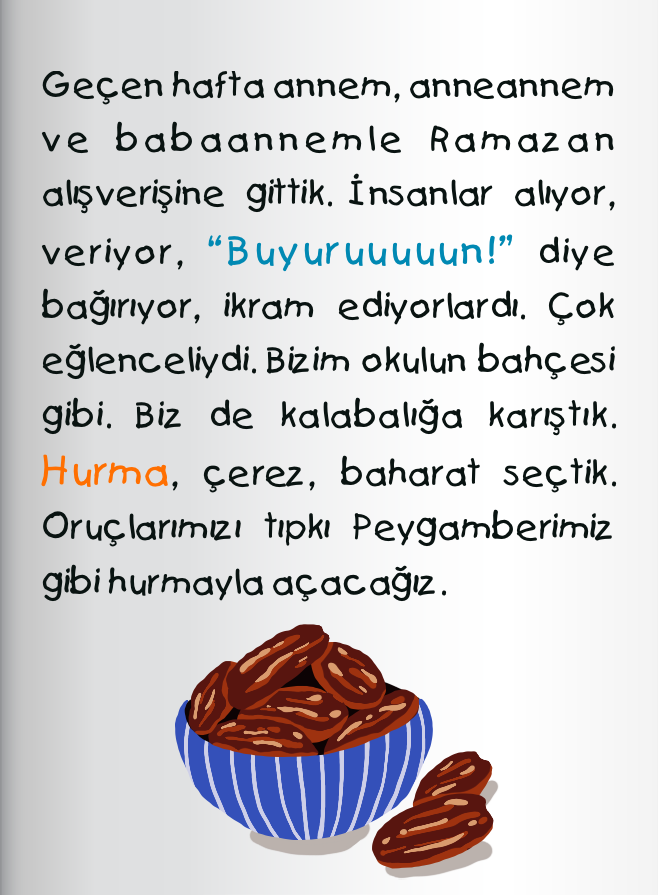 Geçen hafta annem, anneannem
ve babaannemle Ramazan
alışverişine gittik. İnsanlar alıyor,
veriyor, “Buyuruuuuun!” diye
bağırıyor, ikram ediyorlardı. Çok
eğlenceliydi. Bizim okulun bahçesi
gibi. Biz de kalabalığa karıştık.
Hurma, çerez, baharat seçtik.
Oruçlarımızı tıpkı Peygamberimiz
gibi hurmayla açacağız.